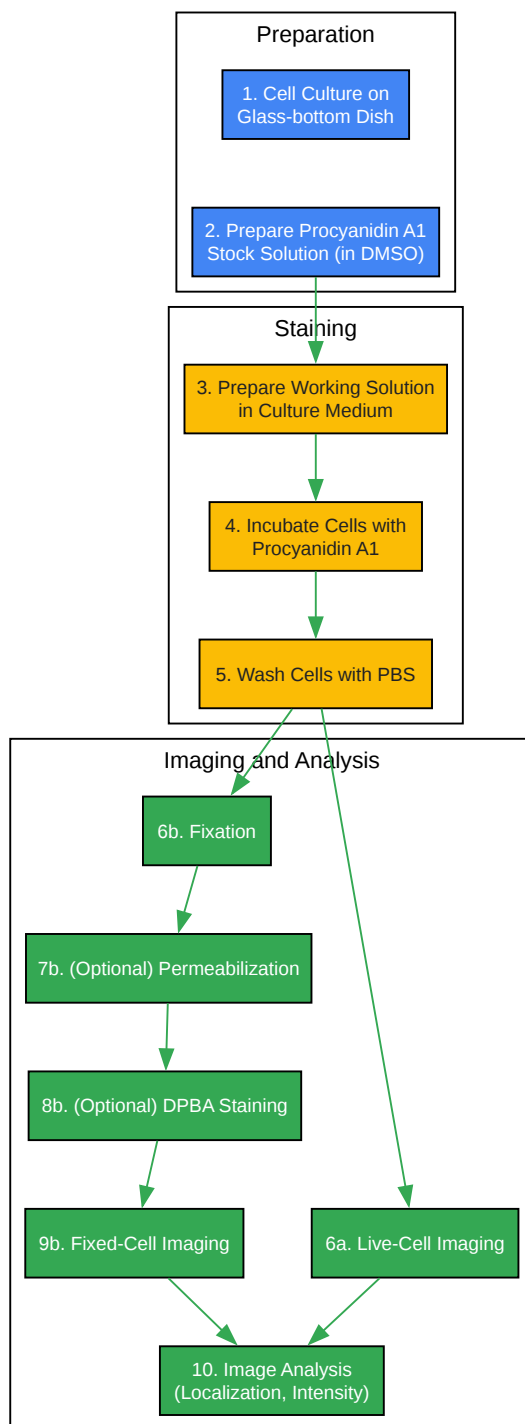 Preparation
1. Cell Culture on
Glass-bottom Dish
2. Prepare Procyanidin A1
Stock Solution (in DMSO)
Staining
3. Prepare Working Solution
in Culture Medium
4. Incubate Cells with
Procyanidin A1
5. Wash Cells with PBS
Imaging and Analysis
6b. Fixation
7b. (Optional) Permeabilization
8b. (Optional) DPBA Staining
9b. Fixed-Cell Imaging
6a. Live-Cell Imaging
10. Image Analysis
(Localization, Intensity)